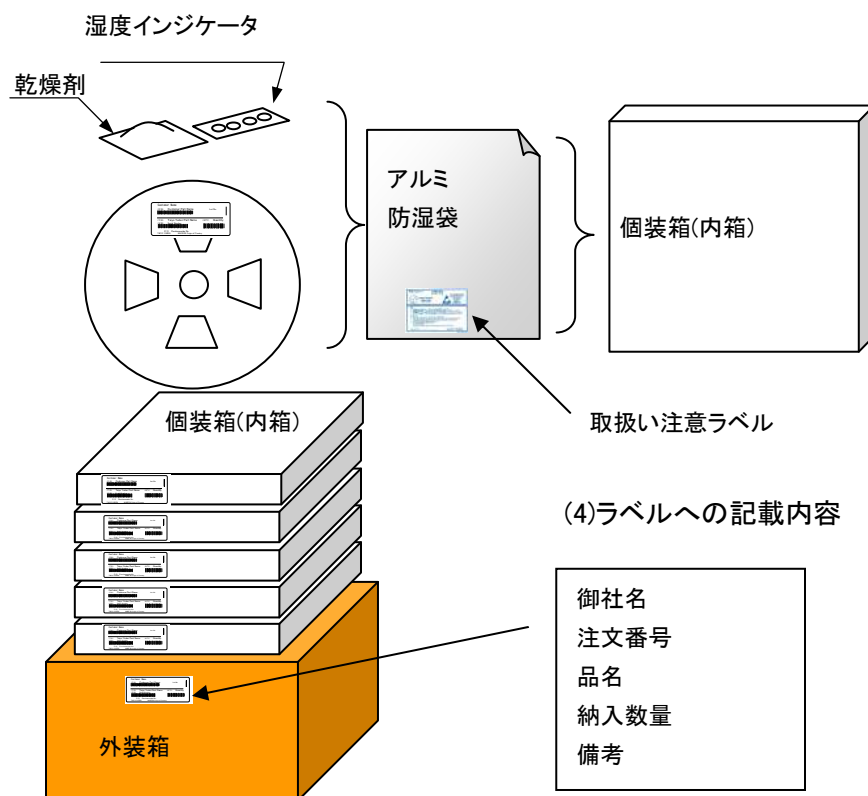 湿度インジケータ
乾燥剤
アルミ
防湿袋
個装箱(内箱)
取扱い注意ラベル
個装箱(内箱)
(4)ラベルへの記載内容
御社名
注文番号
品名
納入数量
備考
外装箱